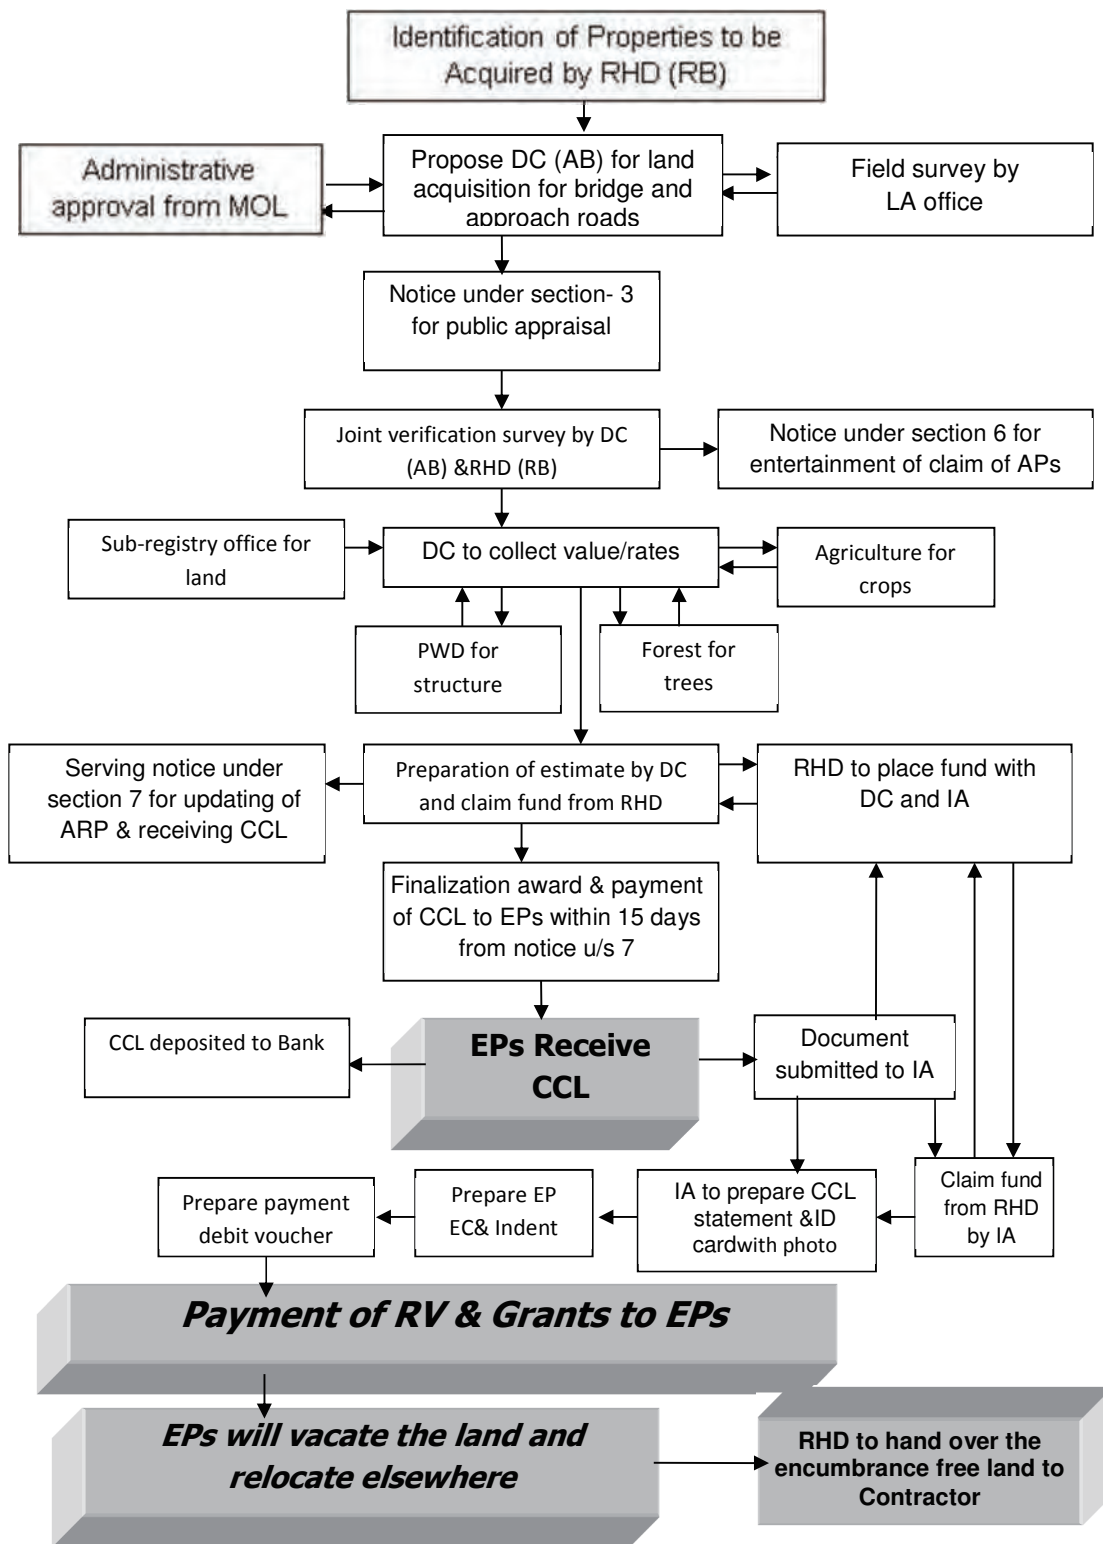 Identification of Properties to be
Acquired by RHD (RB)
Administrative
approval from MOL
Propose DC (AB) for land
acquisition for bridge and
approach roads
Field survey by
LA office
Notice under section- 3
for public appraisal
Joint verification survey by DC
(AB) &RHD (RB)
Notice under section 6 for
entertainment of claim of APs
Sub-registry office for
land
DC to collect value/rates
Agriculture for
crops
PWD for
structure
Forest for
trees
Serving notice under
section 7 for updating of
ARP & receiving CCL
Preparation of estimate by DC
and claim fund from RHD
RHD to place fund with
DC and IA
Finalization award & payment
of CCL to EPs within 15 days
from notice u/s 7
CCL deposited to Bank
EPs Receive
CCL
Document
submitted to IA
Prepare payment
debit voucher
Prepare EP
EC& Indent
IA to prepare CCL
statement &ID
cardwith photo
Claim fund
from RHD
by IA
Payment of RV & Grants to EPs
EPs will vacate the land and
relocate elsewhere
RHD to hand over the
encumbrance free land to
Contractor